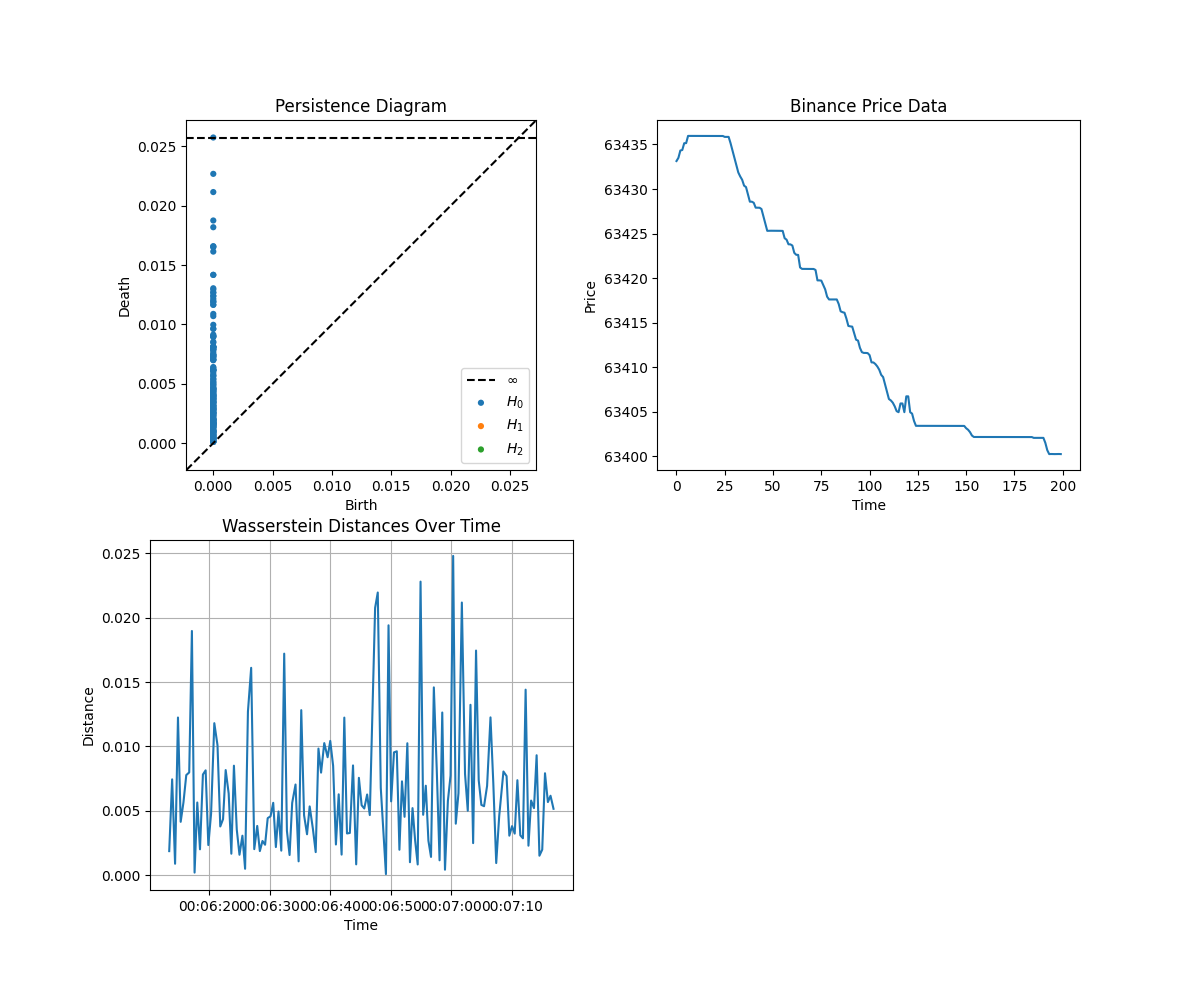 Persistence Diagram
0.025
0.020
0.015
0.010
0.005
0.000
Death
∞
H0
H1
H2
0.000 0.005 0.010 0.015 0.020 0.025
Birth
Binance Price Data
63435
63430
63425
63420
63415
63410
63405
63400
Price
0 25 50 75 100 125 150 175 200
Time
Wasserstein Distances Over Time
0.025
0.020
0.015
0.010
0.005
0.000
Distance
00:06:20 00:06:30 00:06:40 00:06:50 00:07:00 00:07:10
Time